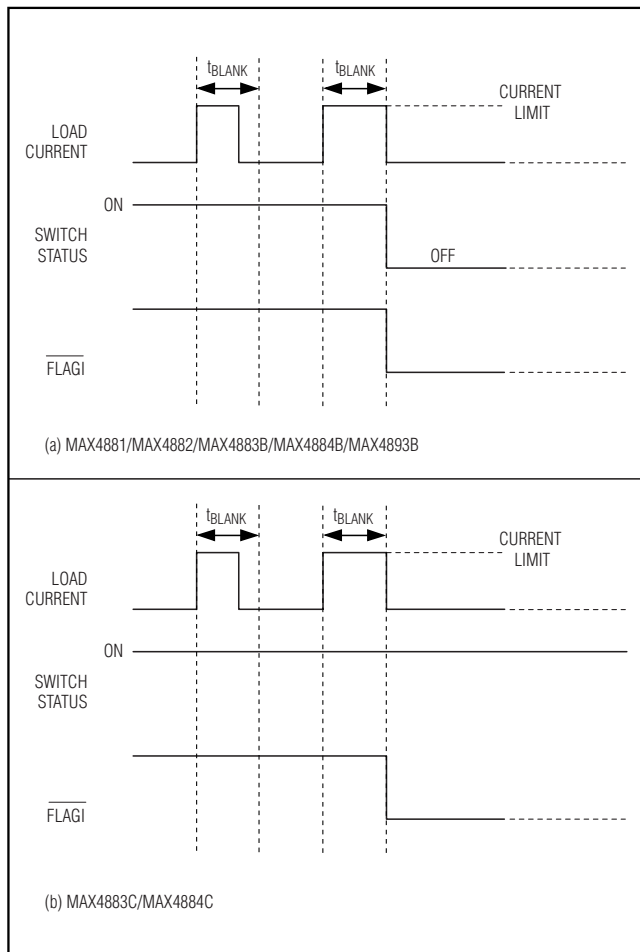 tBLANK tBLANK
CURRENT
LIMIT
LOAD
CURRENT
ON
SWITCH
STATUS
OFF
FLAGI
(a) MAX4881/MAX4882/MAX4883B/MAX4884B/MAX4893B
tBLANK tBLANK
CURRENT
LIMIT
LOAD
CURRENT
ON
SWITCH
STATUS
FLAGI
(b) MAX4883C/MAX4884C